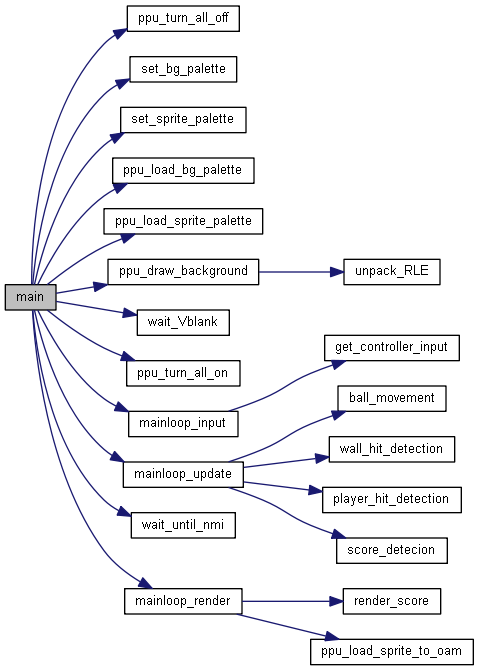 ppu_turn_all_off
set_bg_palette
set_sprite_palette
ppu_load_bg_palette
ppu_load_sprite_palette
ppu_draw_background
unpack_RLE
main
wait_Vblank
get_controller_input
ppu_turn_all_on
ball_movement
mainloop_input
wall_hit_detection
mainloop_update
player_hit_detection
wait_until_nmi
score_detecion
mainloop_render
render_score
ppu_load_sprite_to_oam